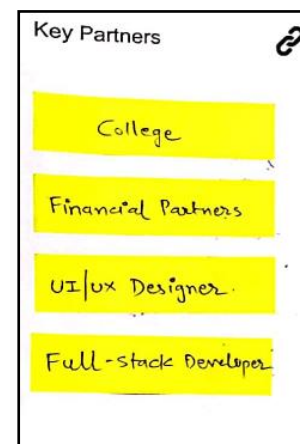 Key Partners
College
Financial Partners
UI/UX Designer.
Full-stack Developer